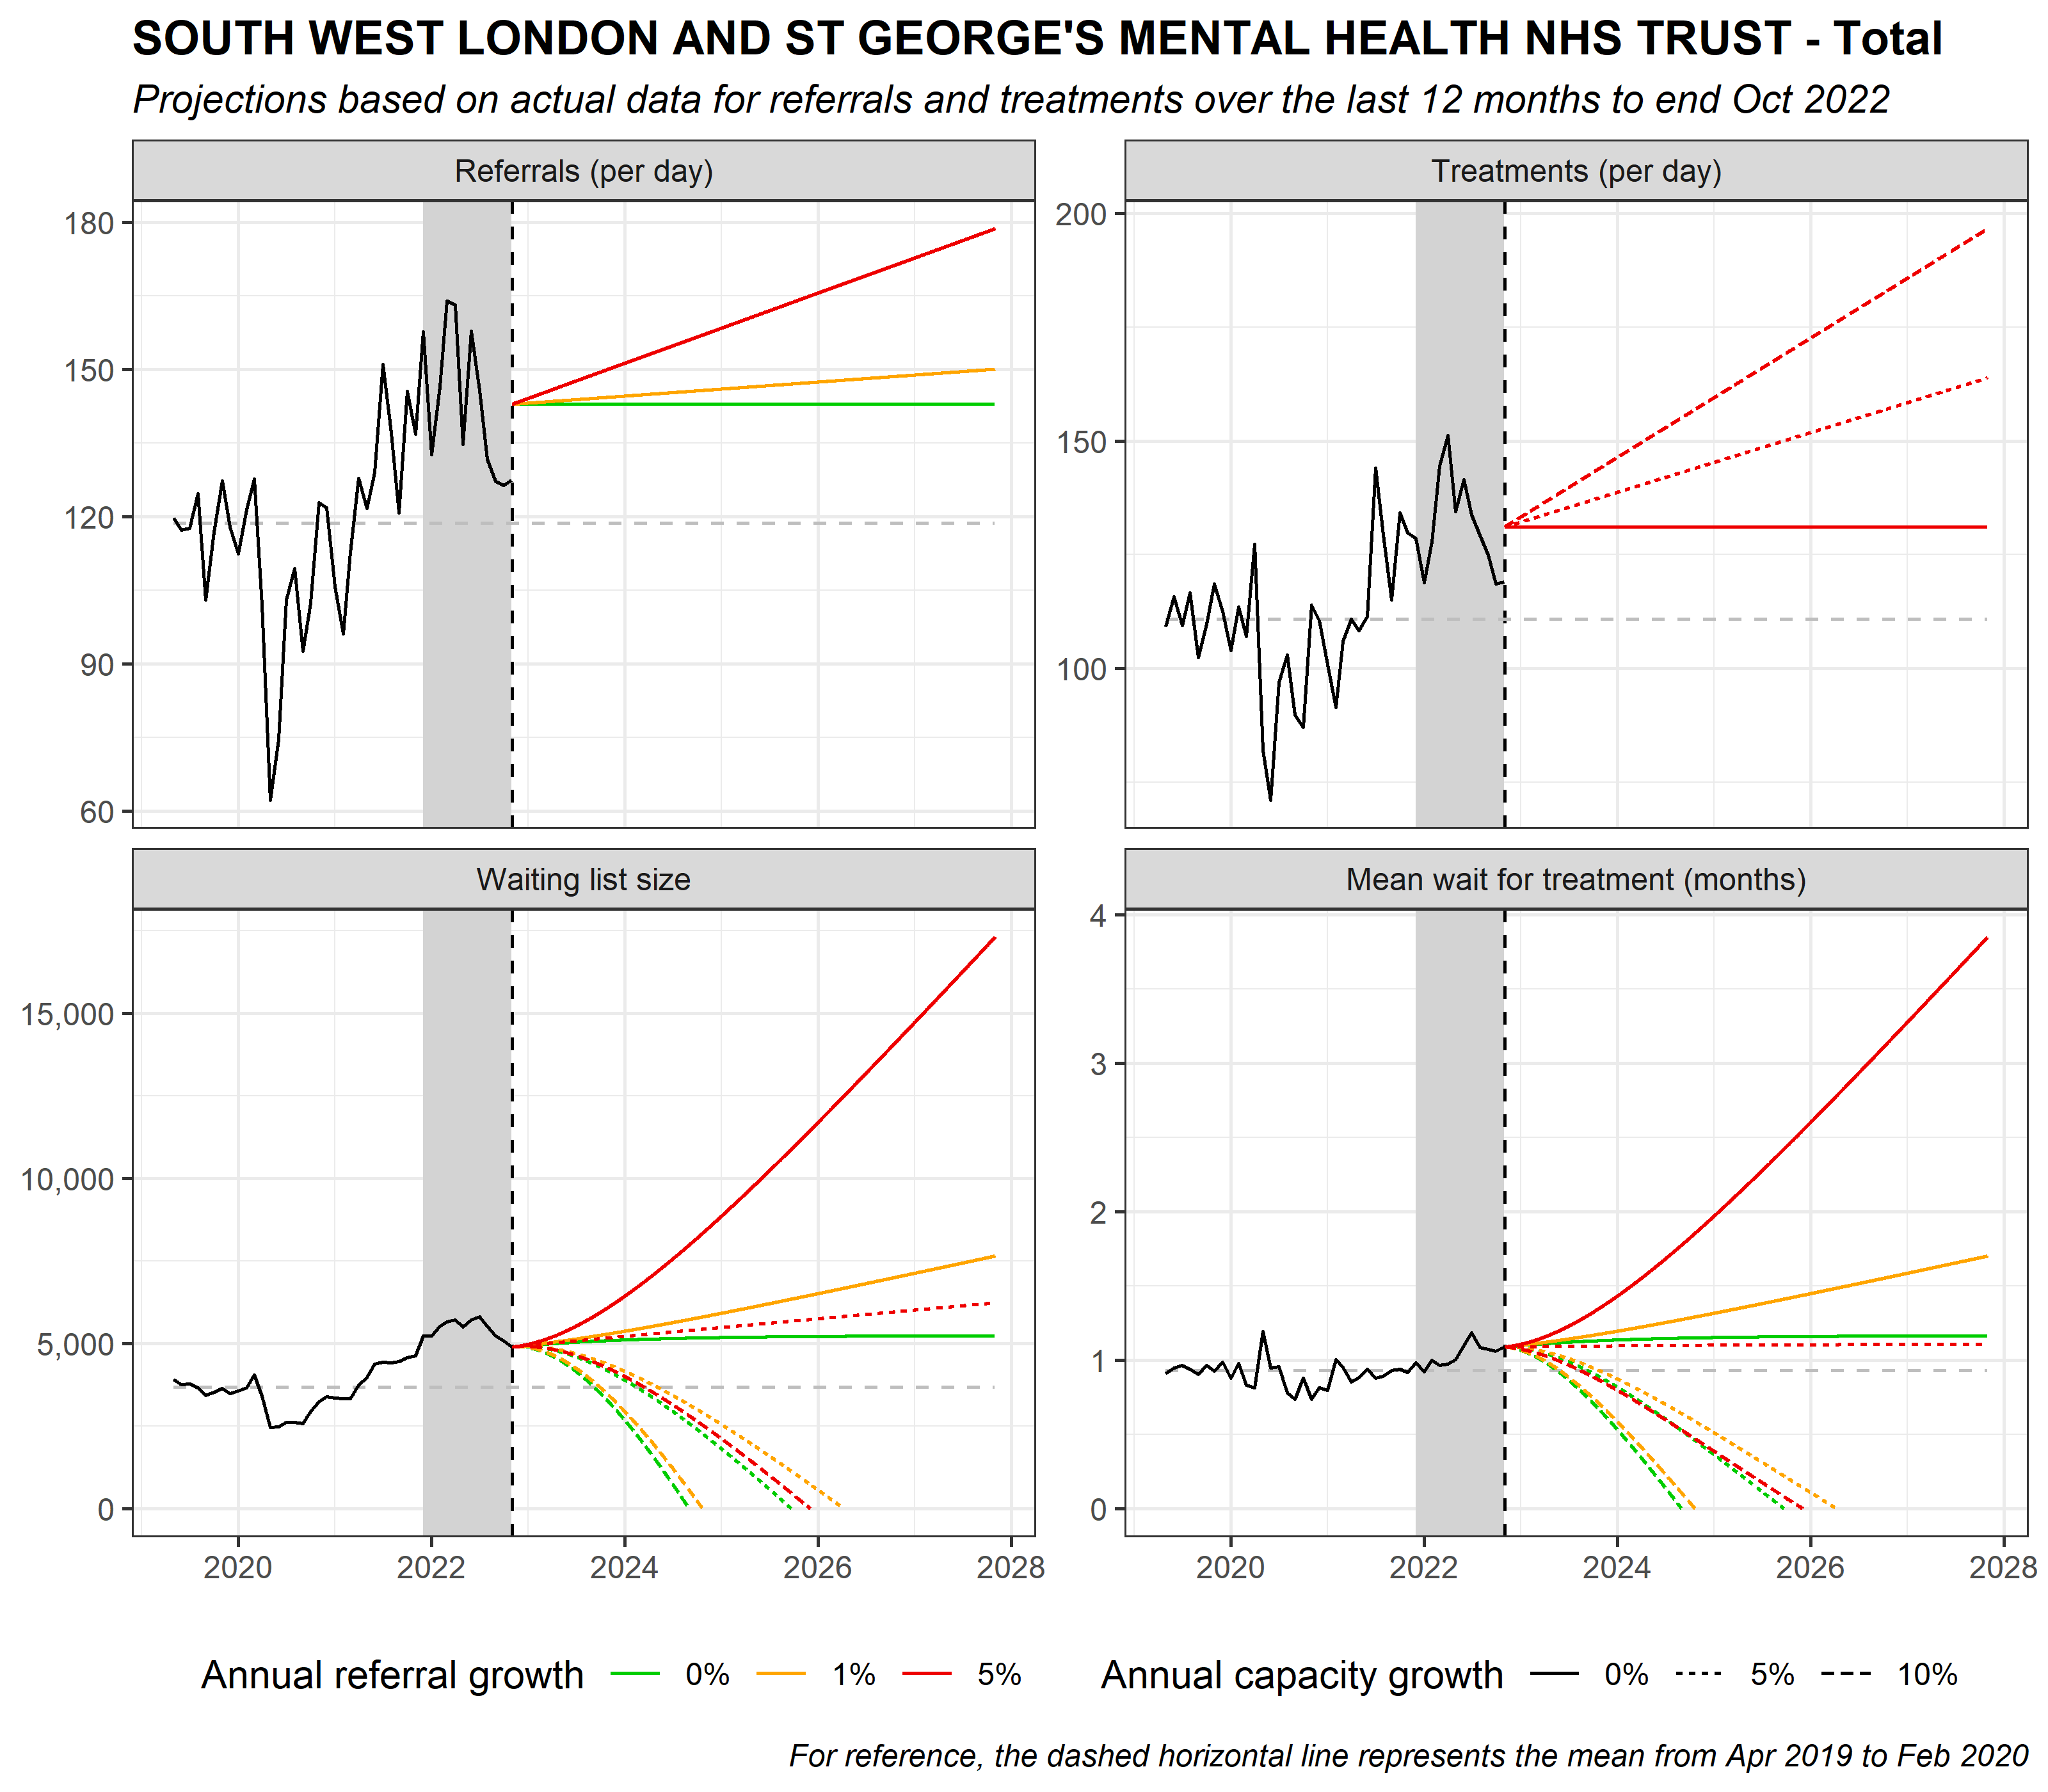 SOUTH WEST LONDON AND ST GEORGE'S MENTAL HEALTH NHS TRUST - Total
Projections based on actual data for referrals and treatments over the last 12 months to end Oct 2022
Referrals (per day)
180
150
120
90
60
Treatments (per day)
200
150
100
Waiting list size
15,000
10,000
5,000
0
2020 2022 2024 2026 2028
Mean wait for treatment (months)
4
3
2
1
0
2020 2022 2024 2026 2028
Annual referral growth 0% 1% 5%
Annual capacity growth 0% 5% 10%
For reference, the dashed horizontal line represents the mean from Apr 2019 to Feb 2020